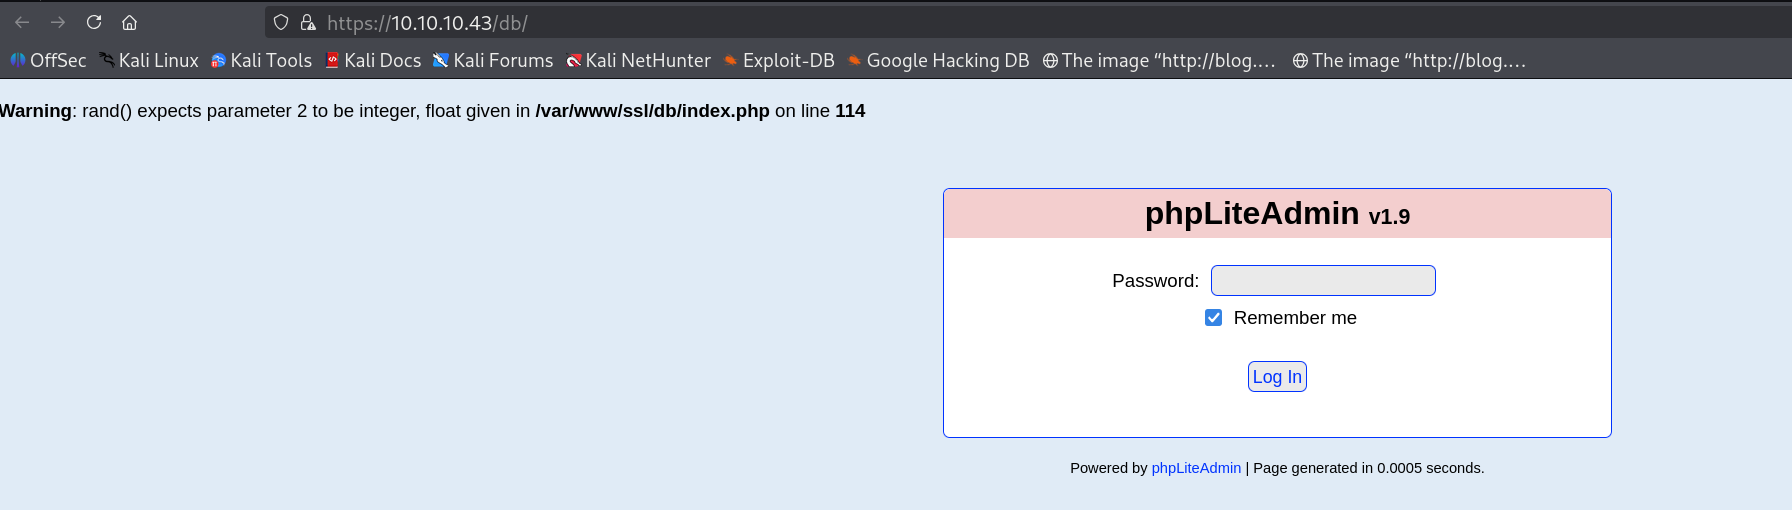 https://10.10.10.43/db/
OffSec Kali Linux Kali Tools Kali Docs Kali Forums Kali NetHunter Exploit-DB Google Hacking DB The image “http://blog.... The image “http://blog....
Warning: rand() expects parameter 2 to be integer, float given in /var/www/ssl/db/index.php on line 114
phpLiteAdmin v1.9
Password:
Remember me
Log In
Powered by phpLiteAdmin | Page generated in 0.0005 seconds.